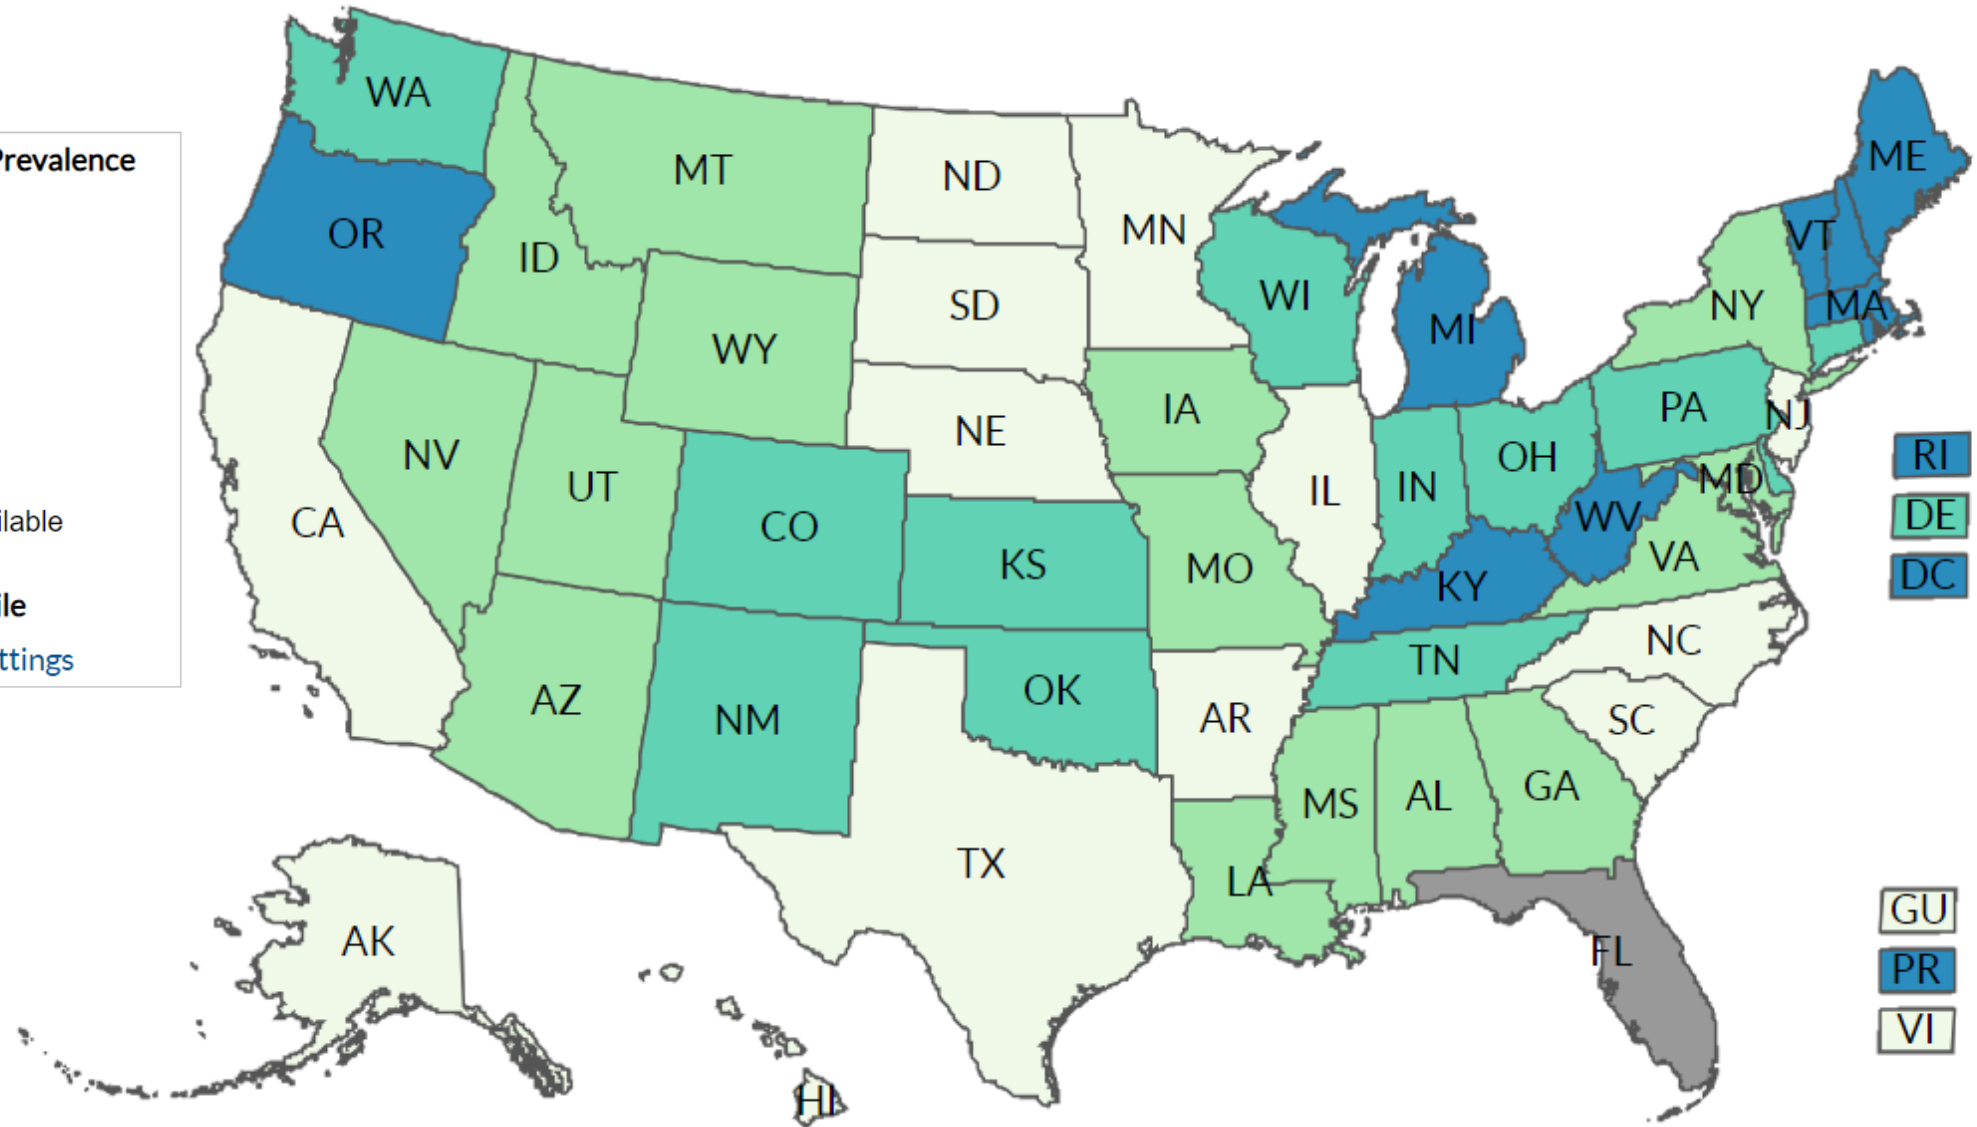 Prevalence
ilable
ile
ttings
WA
OR
ID
MT
WY
NV
UT
CA
AZ
CO
NM
ND
SD
NE
KS
OK
TX
MN
IA
MO
AR
LA
WI
IL
MI
IN
OH
KY
TN
MS
AL
GA
FL
SC
NC
VA
WV
MD
PA
NJ
NY
VT
MA
ME
RI
DE
DC
AK
HI
GU
PR
VI